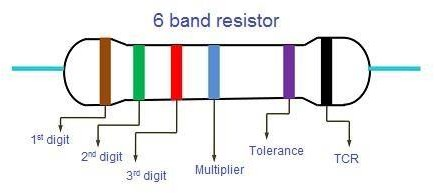 6 band resistor
1st digit
2nd digit
3rd digit
Multiplier
Tolerance
TCR